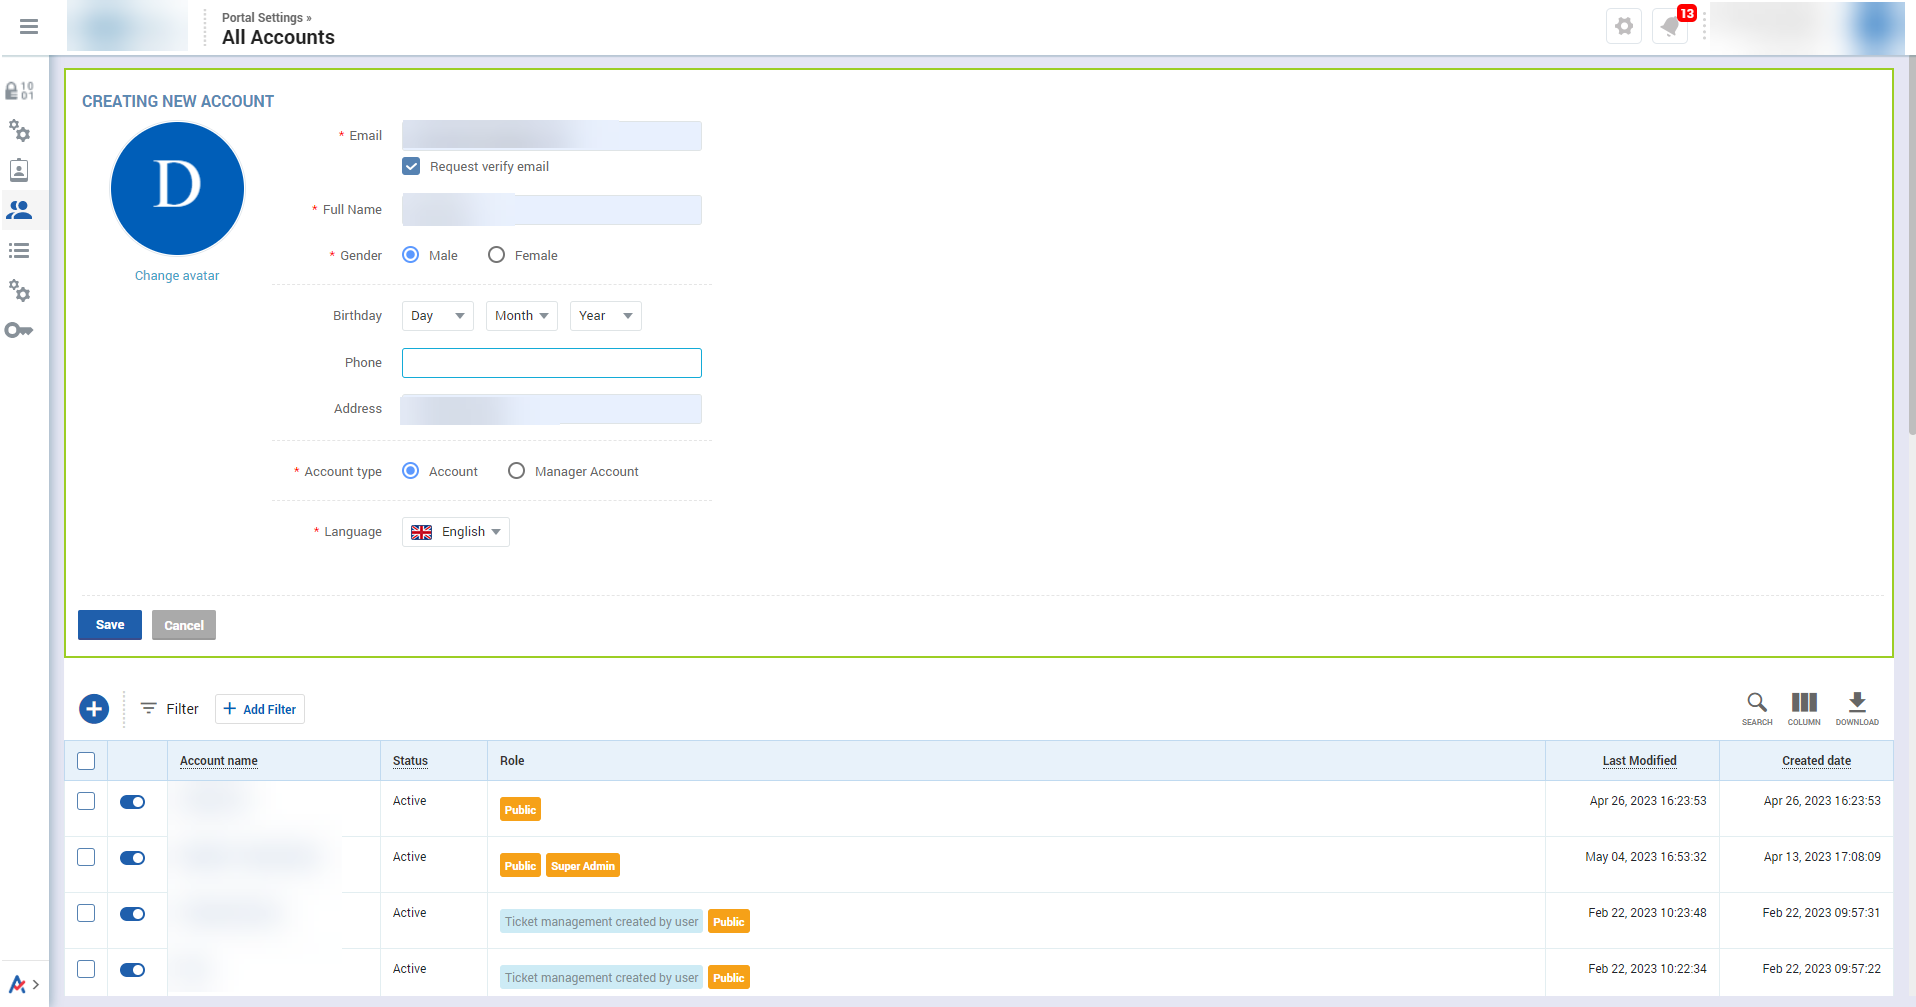 Portal Settings »
All Accounts
13
10
01
CREATING NEW ACCOUNT
D
Change avatar
* Email
Request verify email
* Full Name
* Gender Male Female
Birthday Day Month Year
Phone
Address
* Account type Account Manager Account
* Language English
Save Cancel
Filter Add Filter
SEARCH COLUMN DOWNLOAD
Account name Status Role Last Modified Created date
Active Public Apr 26, 2023 16:23:53 Apr 26, 2023 16:23:53
Active Public Super Admin May 04, 2023 16:53:32 Apr 13, 2023 17:08:09
Active Ticket management created by user Public Feb 22, 2023 10:23:48 Feb 22, 2023 09:57:31
Active Ticket management created by user Public Feb 22, 2023 10:22:34 Feb 22, 2023 09:57:22